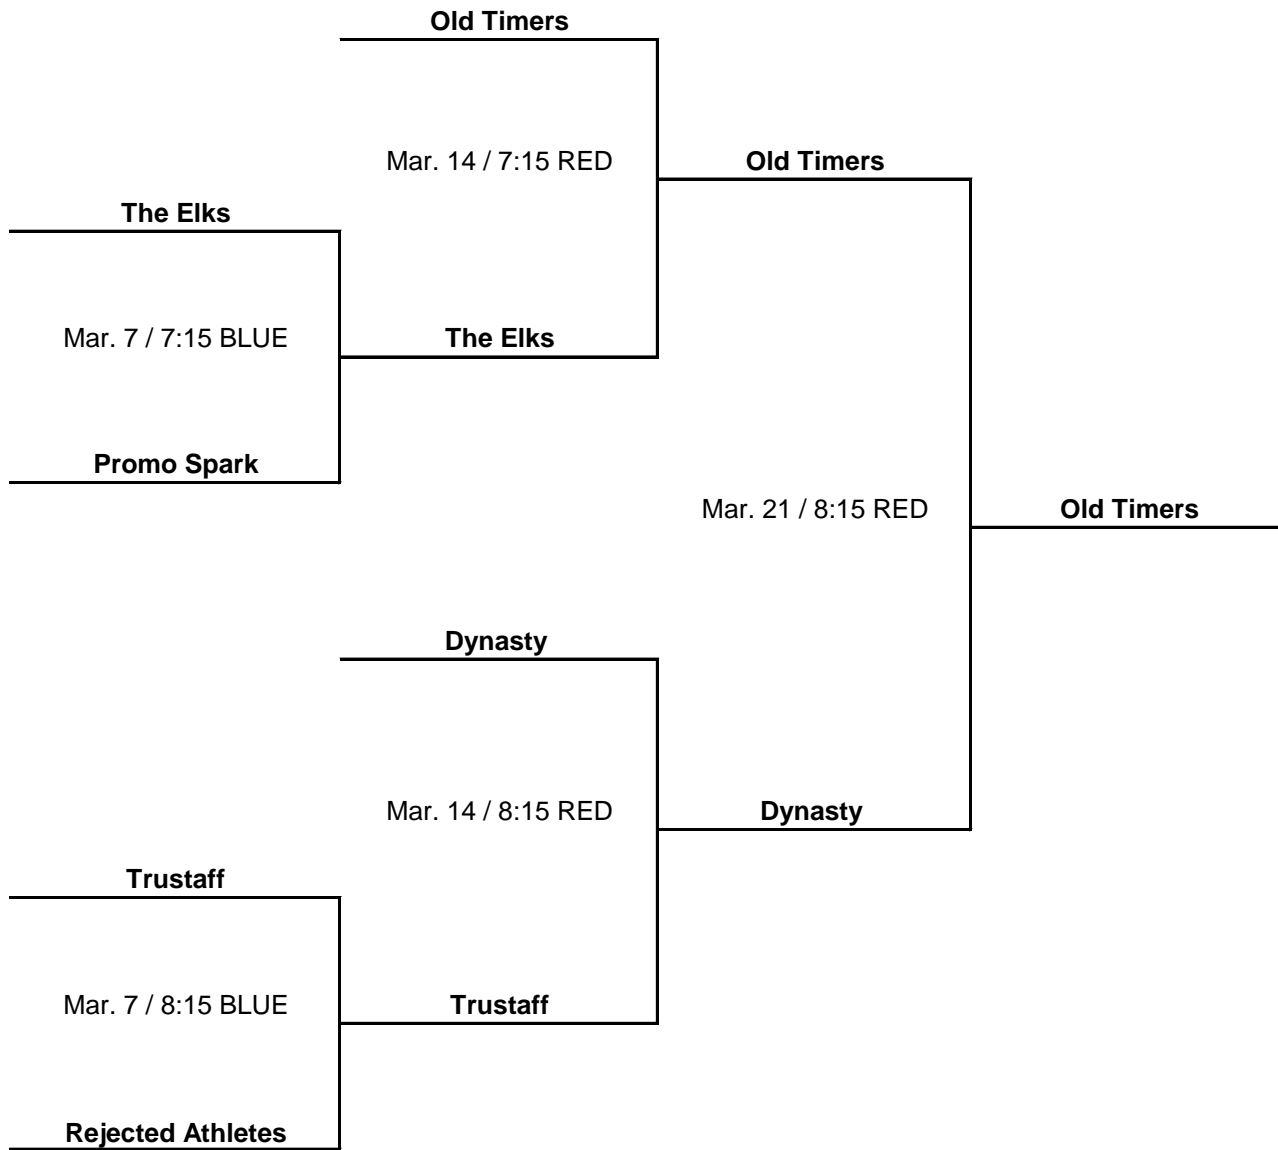 Old Timers
Mar. 14 / 7:15 RED
Old Timers
The Elks
Mar. 7 / 7:15 BLUE
The Elks
Promo Spark
Mar. 21 / 8:15 RED
Old Timers
Dynasty
Mar. 14 / 8:15 RED
Dynasty
Trustaff
Mar. 7 / 8:15 BLUE
Trustaff
Rejected Athletes